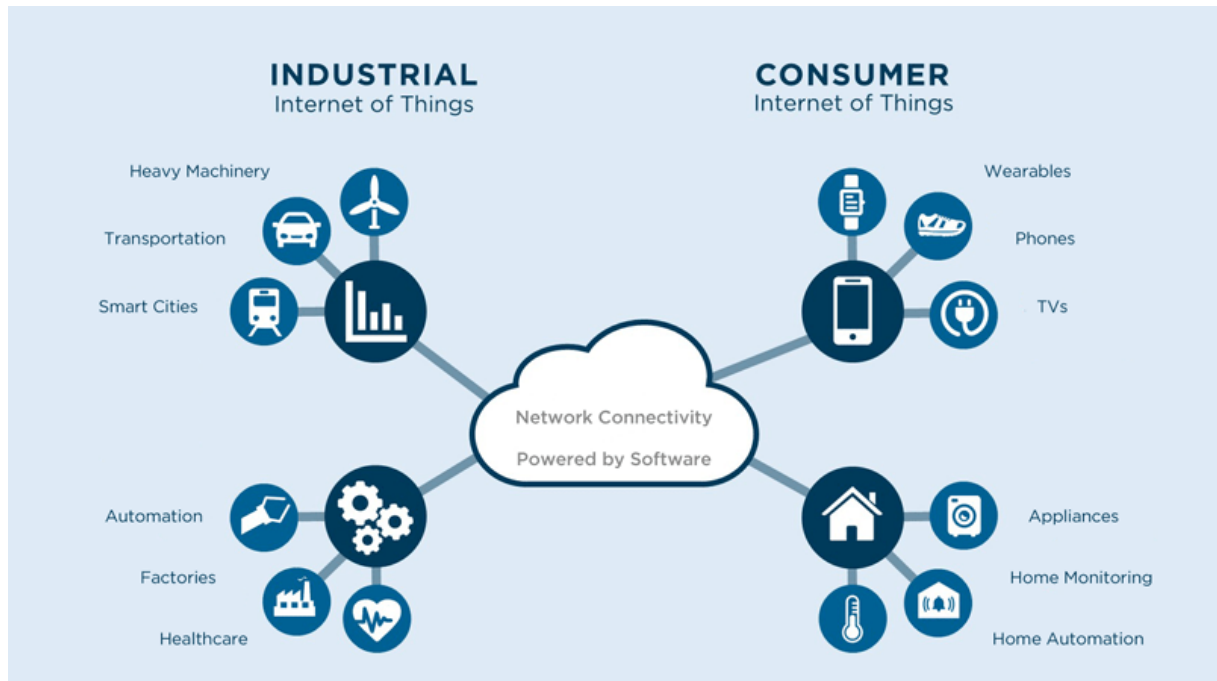 INDUSTRIAL
Internet of Things
Heavy Machinery
Transportation
Smart Cities
Automation
Factories
Healthcare
Network Connectivity
Powered by Software
CONSUMER
Internet of Things
Wearables
Phones
TVs
Appliances
Home Monitoring
Home Automation